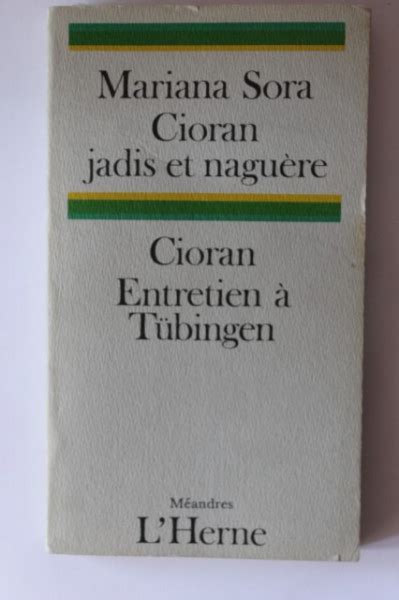 Mariana Sora
Cioran
jadis et naguère
Cioran
Entretien à
Tübingen
Méandres
L'Herne